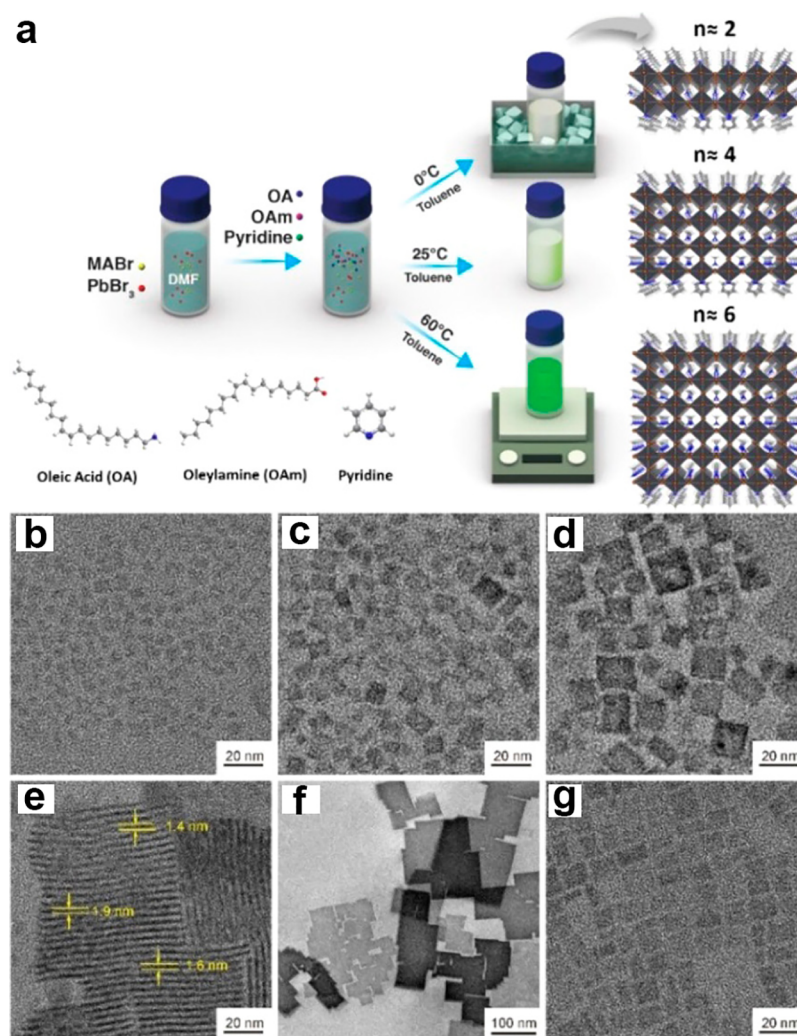 a
n≈ 2
0°C
Toluene
n≈ 4
OA
OAm
Pyridine
MABr
PbBr3
DMF
25°C
Toluene
n≈ 6
60°C
Toluene
Oleic Acid (OA)
Oleylamine (OAm)
Pyridine
b
20 nm
c
20 nm
d
20 nm
e
1.4 nm
1.9 nm
1.6 nm
20 nm
f
100 nm
g
20 nm